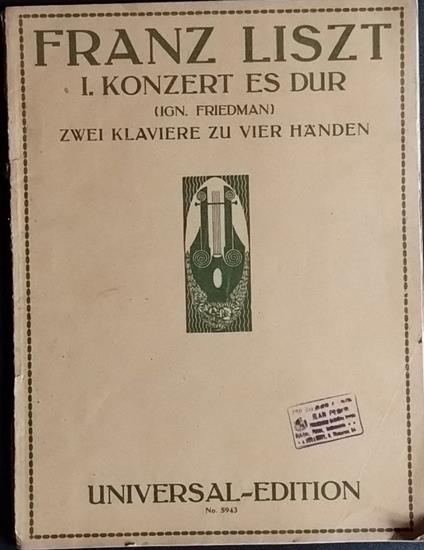 FRANZ LISZT
I. KONZERT ES DUR
(IGN. FRIEDMAN)
ZWEI KLAVIERE ZU VIER HÄNDEN
UNIVERSAL-EDITION
No. 5943